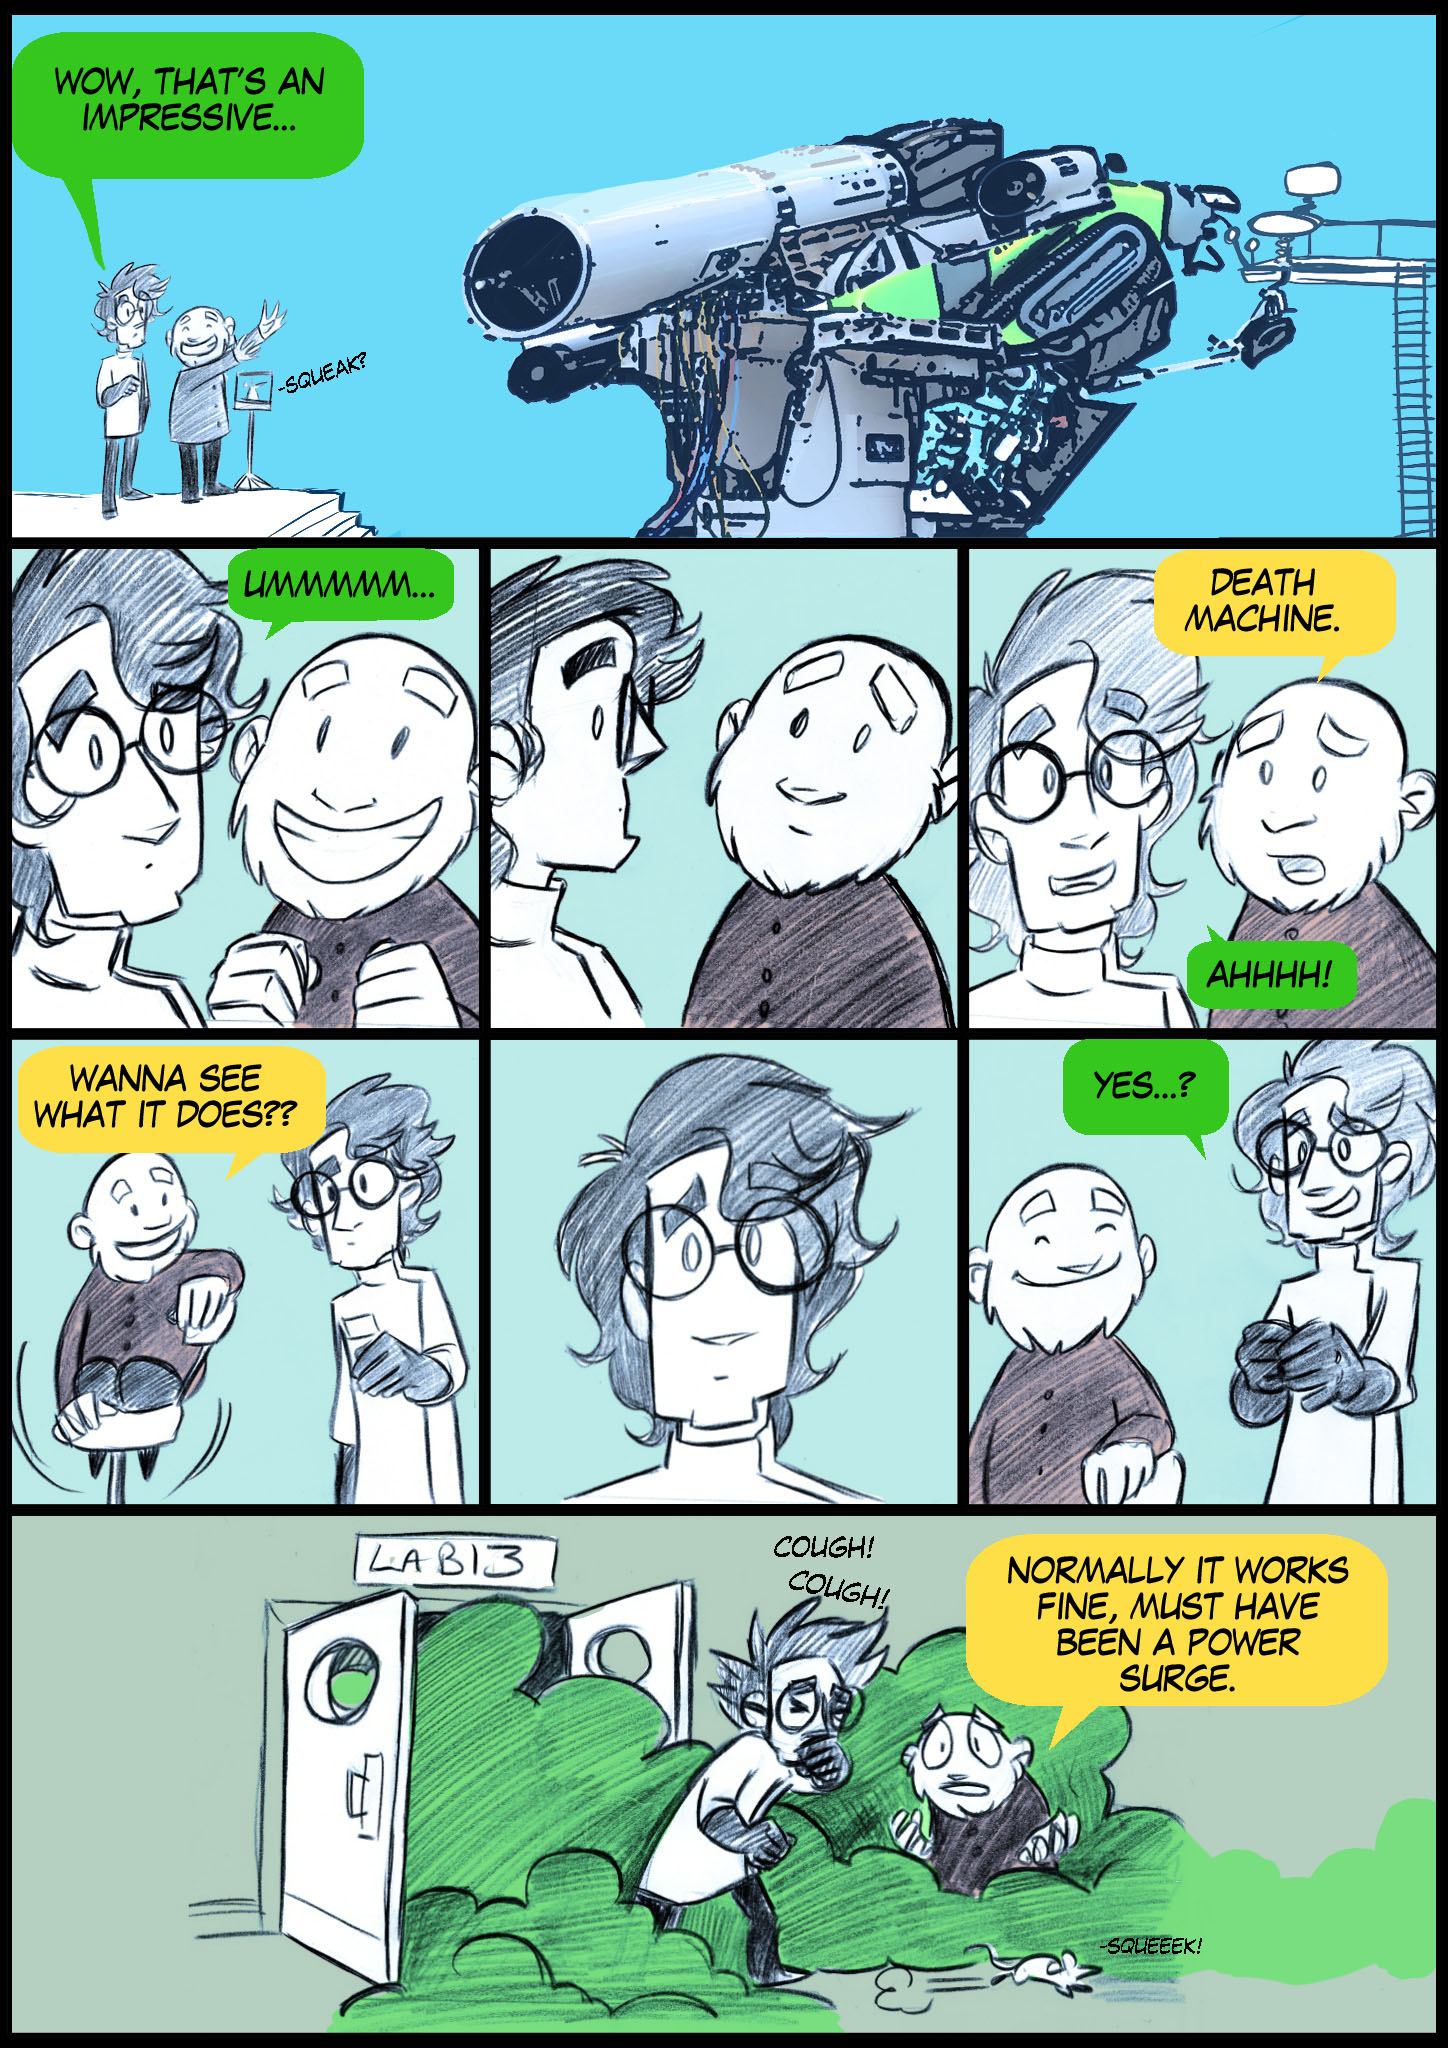 WOW, THAT'S AN
IMPRESSIVE...
-SQUEAK?
UMMMMM...
DEATH
MACHINE.
AHHHH!
WANNA SEE
WHAT IT DOES??
YES...?
LAB13
COUGH!
COUGH!
NORMALLY IT WORKS
FINE, MUST HAVE
BEEN A POWER
SURGE.
-SQUEEEK!